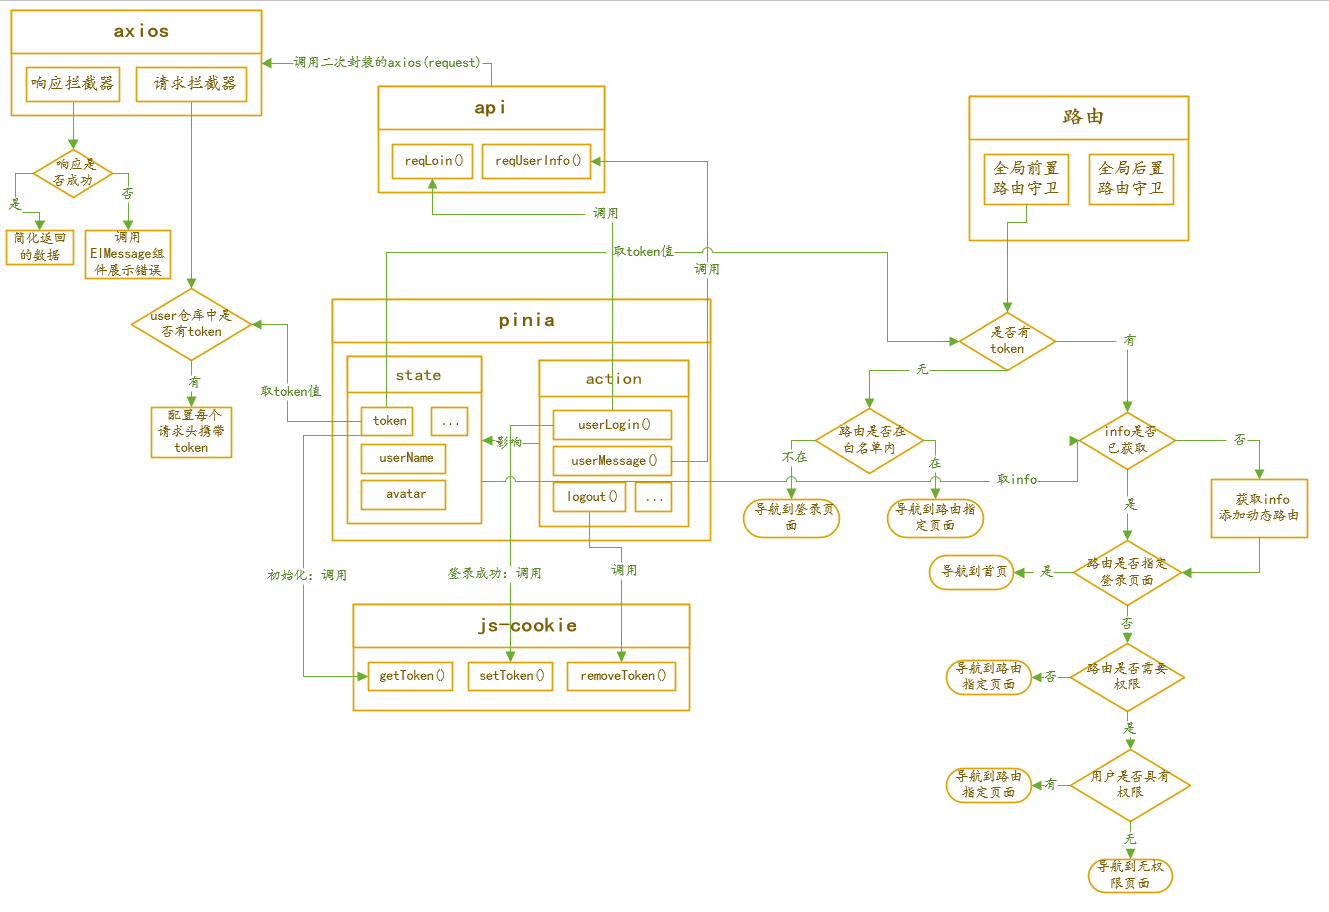 axios
响应拦截器
请求拦截器
调用二次封装的axios(request)
api
reqLoin()
reqUserInfo()
响应是
否成功
是
否
简化返回
的数据
调用
ElMessage组
件展示错误
调用
取token值
调用
user仓库中是
否有token
有
取token值
配置每个
请求头携带
token
pinia
state
token
...
userName
avatar
影响
action
userLogin()
userMessage()
logout()
...
初始化: 调用
登录成功: 调用
调用
js-cookie
getToken()
setToken()
removeToken()
路由
全局前置
路由守卫
全局后置
路由守卫
是否有
token
无
有
路由是否在
白名单内
不在
在
导航到登录页
面
导航到路由指
定页面
取info
info是否
已获取
否
是
获取info
添加动态路由
路由是否指定
登录页面
是
导航到首页
否
路由是否需要
权限
否
导航到路由
指定页面
是
用户是否具有
权限
有
导航到路由
指定页面
无
导航到无权
限页面